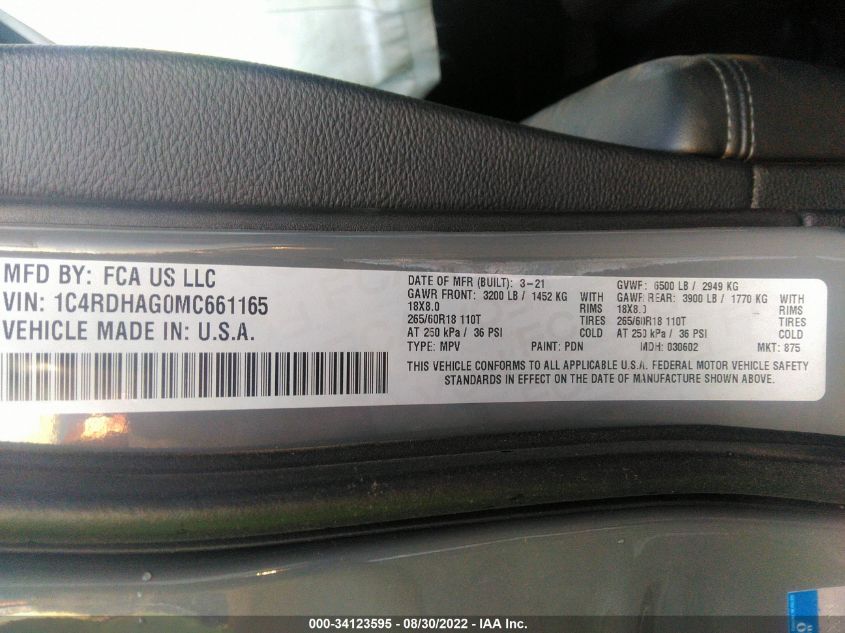 MFD BY: FCA US LLC
VIN: 1C4RDHAG0MC661165
VEHICLE MADE IN: U.S.A.
DATE OF MFR (BUILT): 3-21
GAWR FRONT: 3200 LB / 1452 KG WITH
18X8.0 RIMS
265/60R18 110T TIRES
AT 250 kPa / 36 PSI COLD
TYPE: MPV PAINT: PDN
GVWR: 6500 LB / 2949 KG
GAWR REAR: 3900 LB / 1770 KG WITH
18X8.0 RIMS
265/60R18 110T TIRES
AT 250 kPa / 36 PSI COLD
MDH: 030602 MKT: 875
THIS VEHICLE CONFORMS TO ALL APPLICABLE U.S.A. FEDERAL MOTOR VEHICLE SAFETY
STANDARDS IN EFFECT ON THE DATE OF MANUFACTURE SHOWN ABOVE.
000-34123595 - 08/30/2022 - IAA Inc.